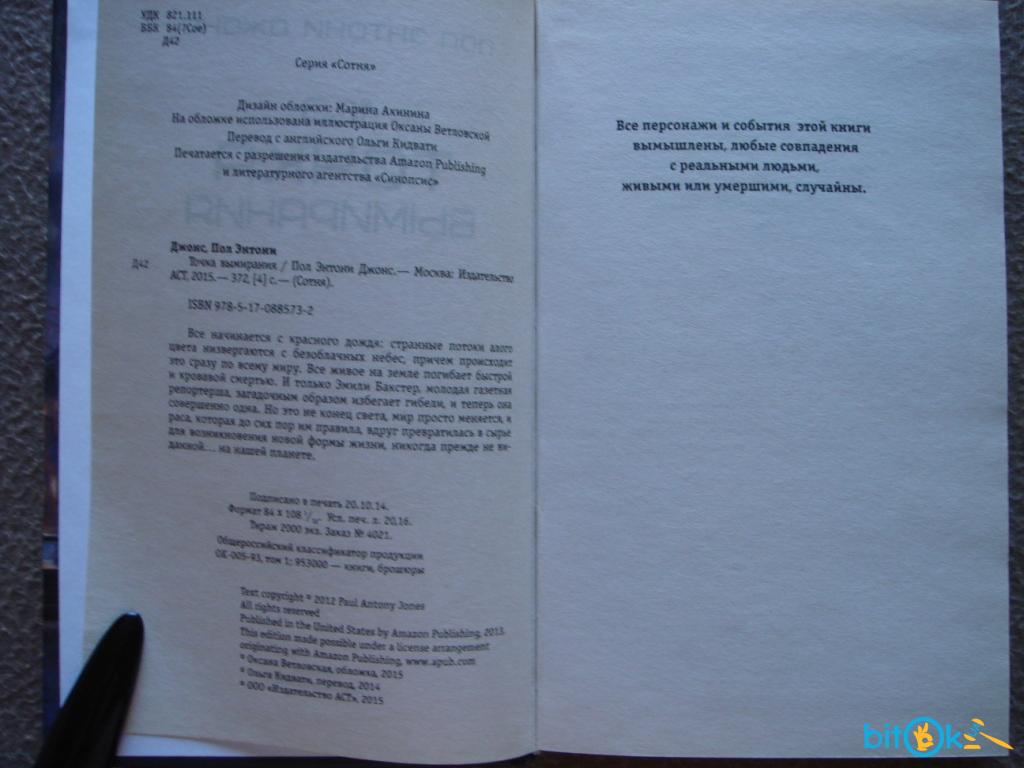 УДК 821.111
ББК 84(7Сое)
Д42
Серия «Сотня»
Дизайн обложки: Марина Акинина
На обложке использована иллюстрация Оксаны Ветловской
Перевод с английского Ольги Кидвати
Печатается с разрешения издательства Amazon Publishing
и литературного агентства «Синопсис»
Джонс, Пол Энтони
Д42 Точка вымирания / Пол Энтони Джонс.— Москва: Издательство
АСТ, 2015.— 372, [4] с.— (Сотня).
ISBN 978-5-17-088573-2
Все начинается с красного дождя: странные потоки алого
цвета низвергаются с безоблачных небес, причем происходит
это сразу по всему миру. Все живое на земле погибает быстрой
и кровавой смертью. И только Эмили Бакстер, молодая газетная
репортерша, загадочным образом избегает гибели, и теперь она
совершенно одна. Но это не конец света, мир просто меняется, и
раса, которая до сих пор им правила, вдруг превратилась в сырье
для возникновения новой формы жизни, никогда прежде не ви-
данной... на нашей планете.
Подписано в печать 20.10.14.
Формат 84 x 108 1/32. Усл. печ. л. 20,16.
Тираж 2000 экз. Заказ № 4021.
Общероссийский классификатор продукции
ОК-005-93, том 1: 953000 — книги, брошюры
Text copyright © 2012 Paul Antony Jones
All rights reserved
Published in the United States by Amazon Publishing, 2013.
This edition made possible under a license arrangement
originating with Amazon Publishing, www.apub.com
© Оксана Ветловская, обложка, 2015
© Ольга Кидвати, перевод, 2014
© ООО «Издательство АСТ», 2015
Все персонажи и события этой книги
вымышлены, любые совпадения
с реальными людьми,
живыми или умершими, случайны.
bitok